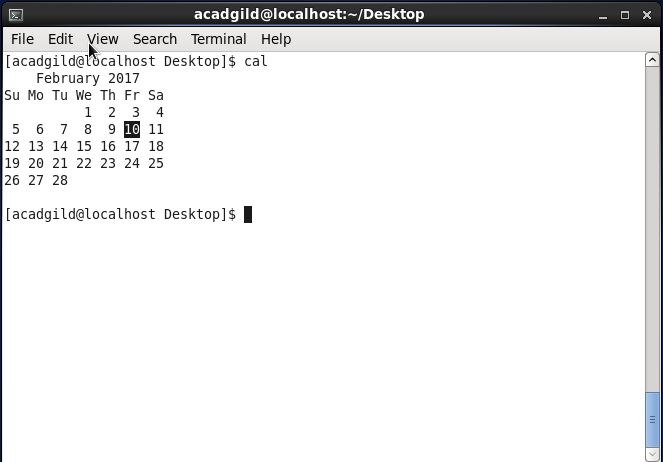 acadgild@localhost:~/Desktop
File Edit View Search Terminal Help
[acadgild@localhost Desktop]$ cal
    February 2017
Su Mo Tu We Th Fr Sa
          1  2  3  4
 5  6  7  8  9 10 11
12 13 14 15 16 17 18
19 20 21 22 23 24 25
26 27 28
[acadgild@localhost Desktop]$